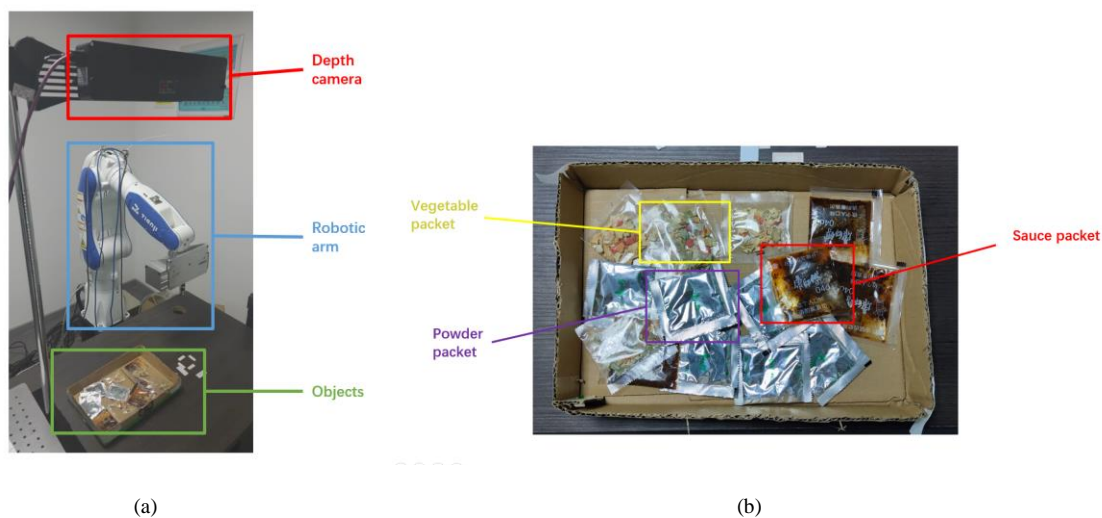 Depth
camera
Robotic
arm
Objects
Vegetable
packet
Powder
packet
Sauce packet
(a)
(b)